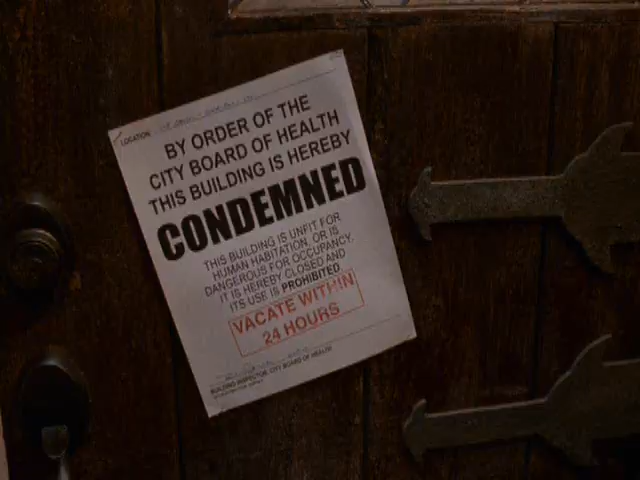 LOCATION
BY ORDER OF THE
CITY BOARD OF HEALTH
THIS BUILDING IS HEREBY
CONDEMNED
THIS BUILDING IS UNFIT FOR
HUMAN HABITATION, OR IS
DANGEROUS FOR OCCUPANCY.
IT IS HEREBY CLOSED AND
ITS USE IS PROHIBITED
VACATE WITHIN
24 HOURS
BUILDING INSPECTOR, CITY BOARD OF HEALTH